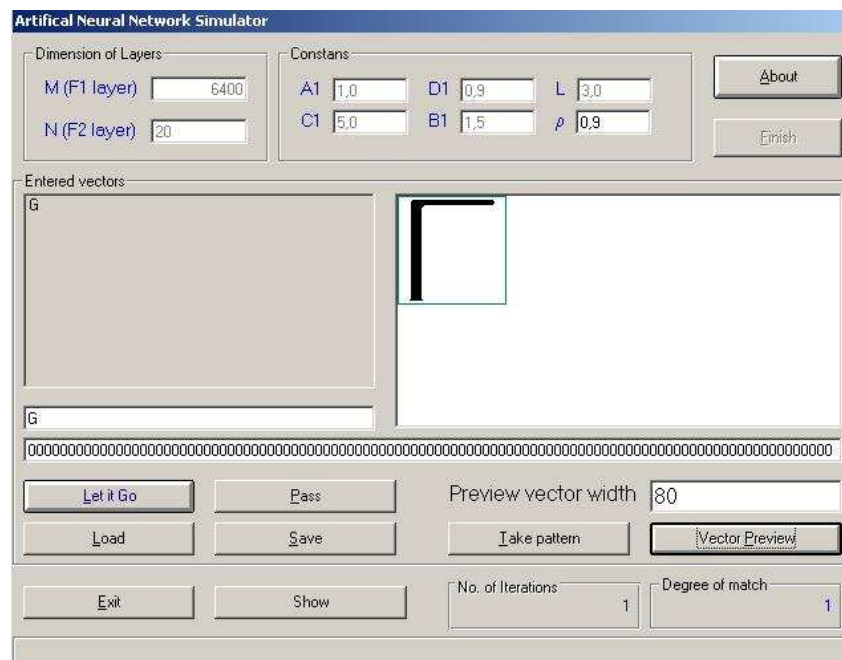 Artifical Neural Network Simulator
Dimension of Layers
M (F1 layer) 6400
N (F2 layer) 20
Constans
A1 1,0 D1 0,9 L 3,0
C1 5,0 B1 1,5 ρ 0,9
About
Finish
Entered vectors
G
G
Let it Go Pass Preview vector width 80
Load Save Take pattern Vector Preview
Exit Show
No. of Iterations 1
Degree of match 1